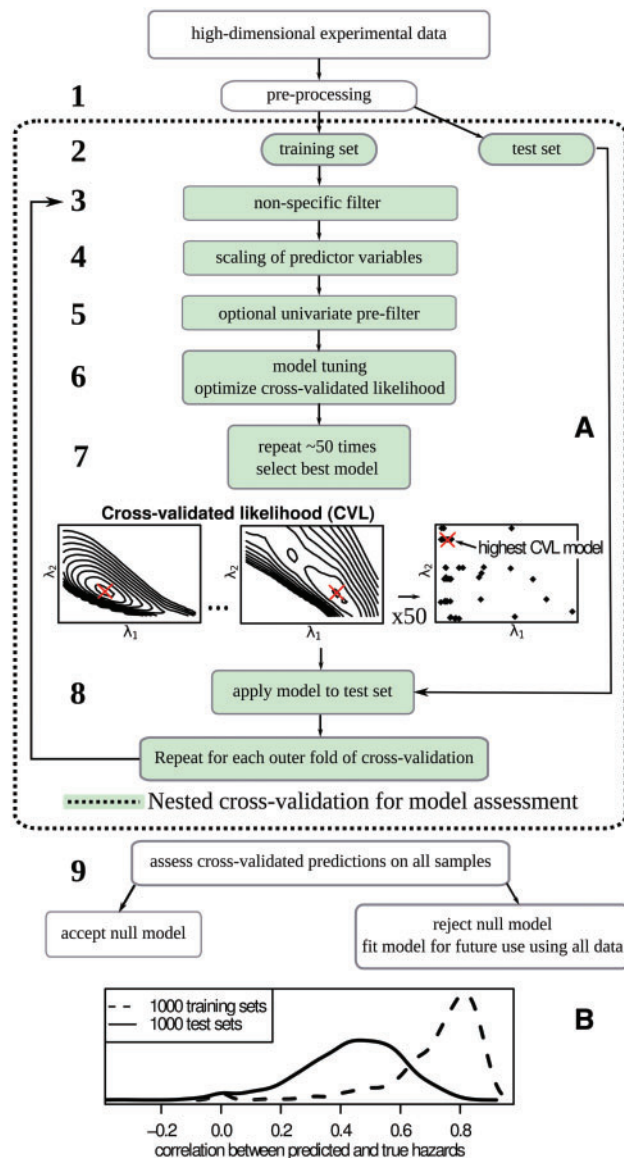 high-dimensional experimental data
1
pre-processing
2
training set
test set
3
non-specific filter
4
scaling of predictor variables
5
optional univariate pre-filter
6
model tuning
optimize cross-validated likelihood
A
7
repeat ~50 times
select best model
Cross-validated likelihood (CVL)
highest CVL model
λ2
λ2
λ2
...
x50
λ1
λ1
λ1
8
apply model to test set
Repeat for each outer fold of cross-validation
Nested cross-validation for model assessment
9
assess cross-validated predictions on all samples
accept null model
reject null model
fit model for future use using all data
B
1000 training sets
1000 test sets
−0.2 0.0 0.2 0.4 0.6 0.8
correlation between predicted and true hazards